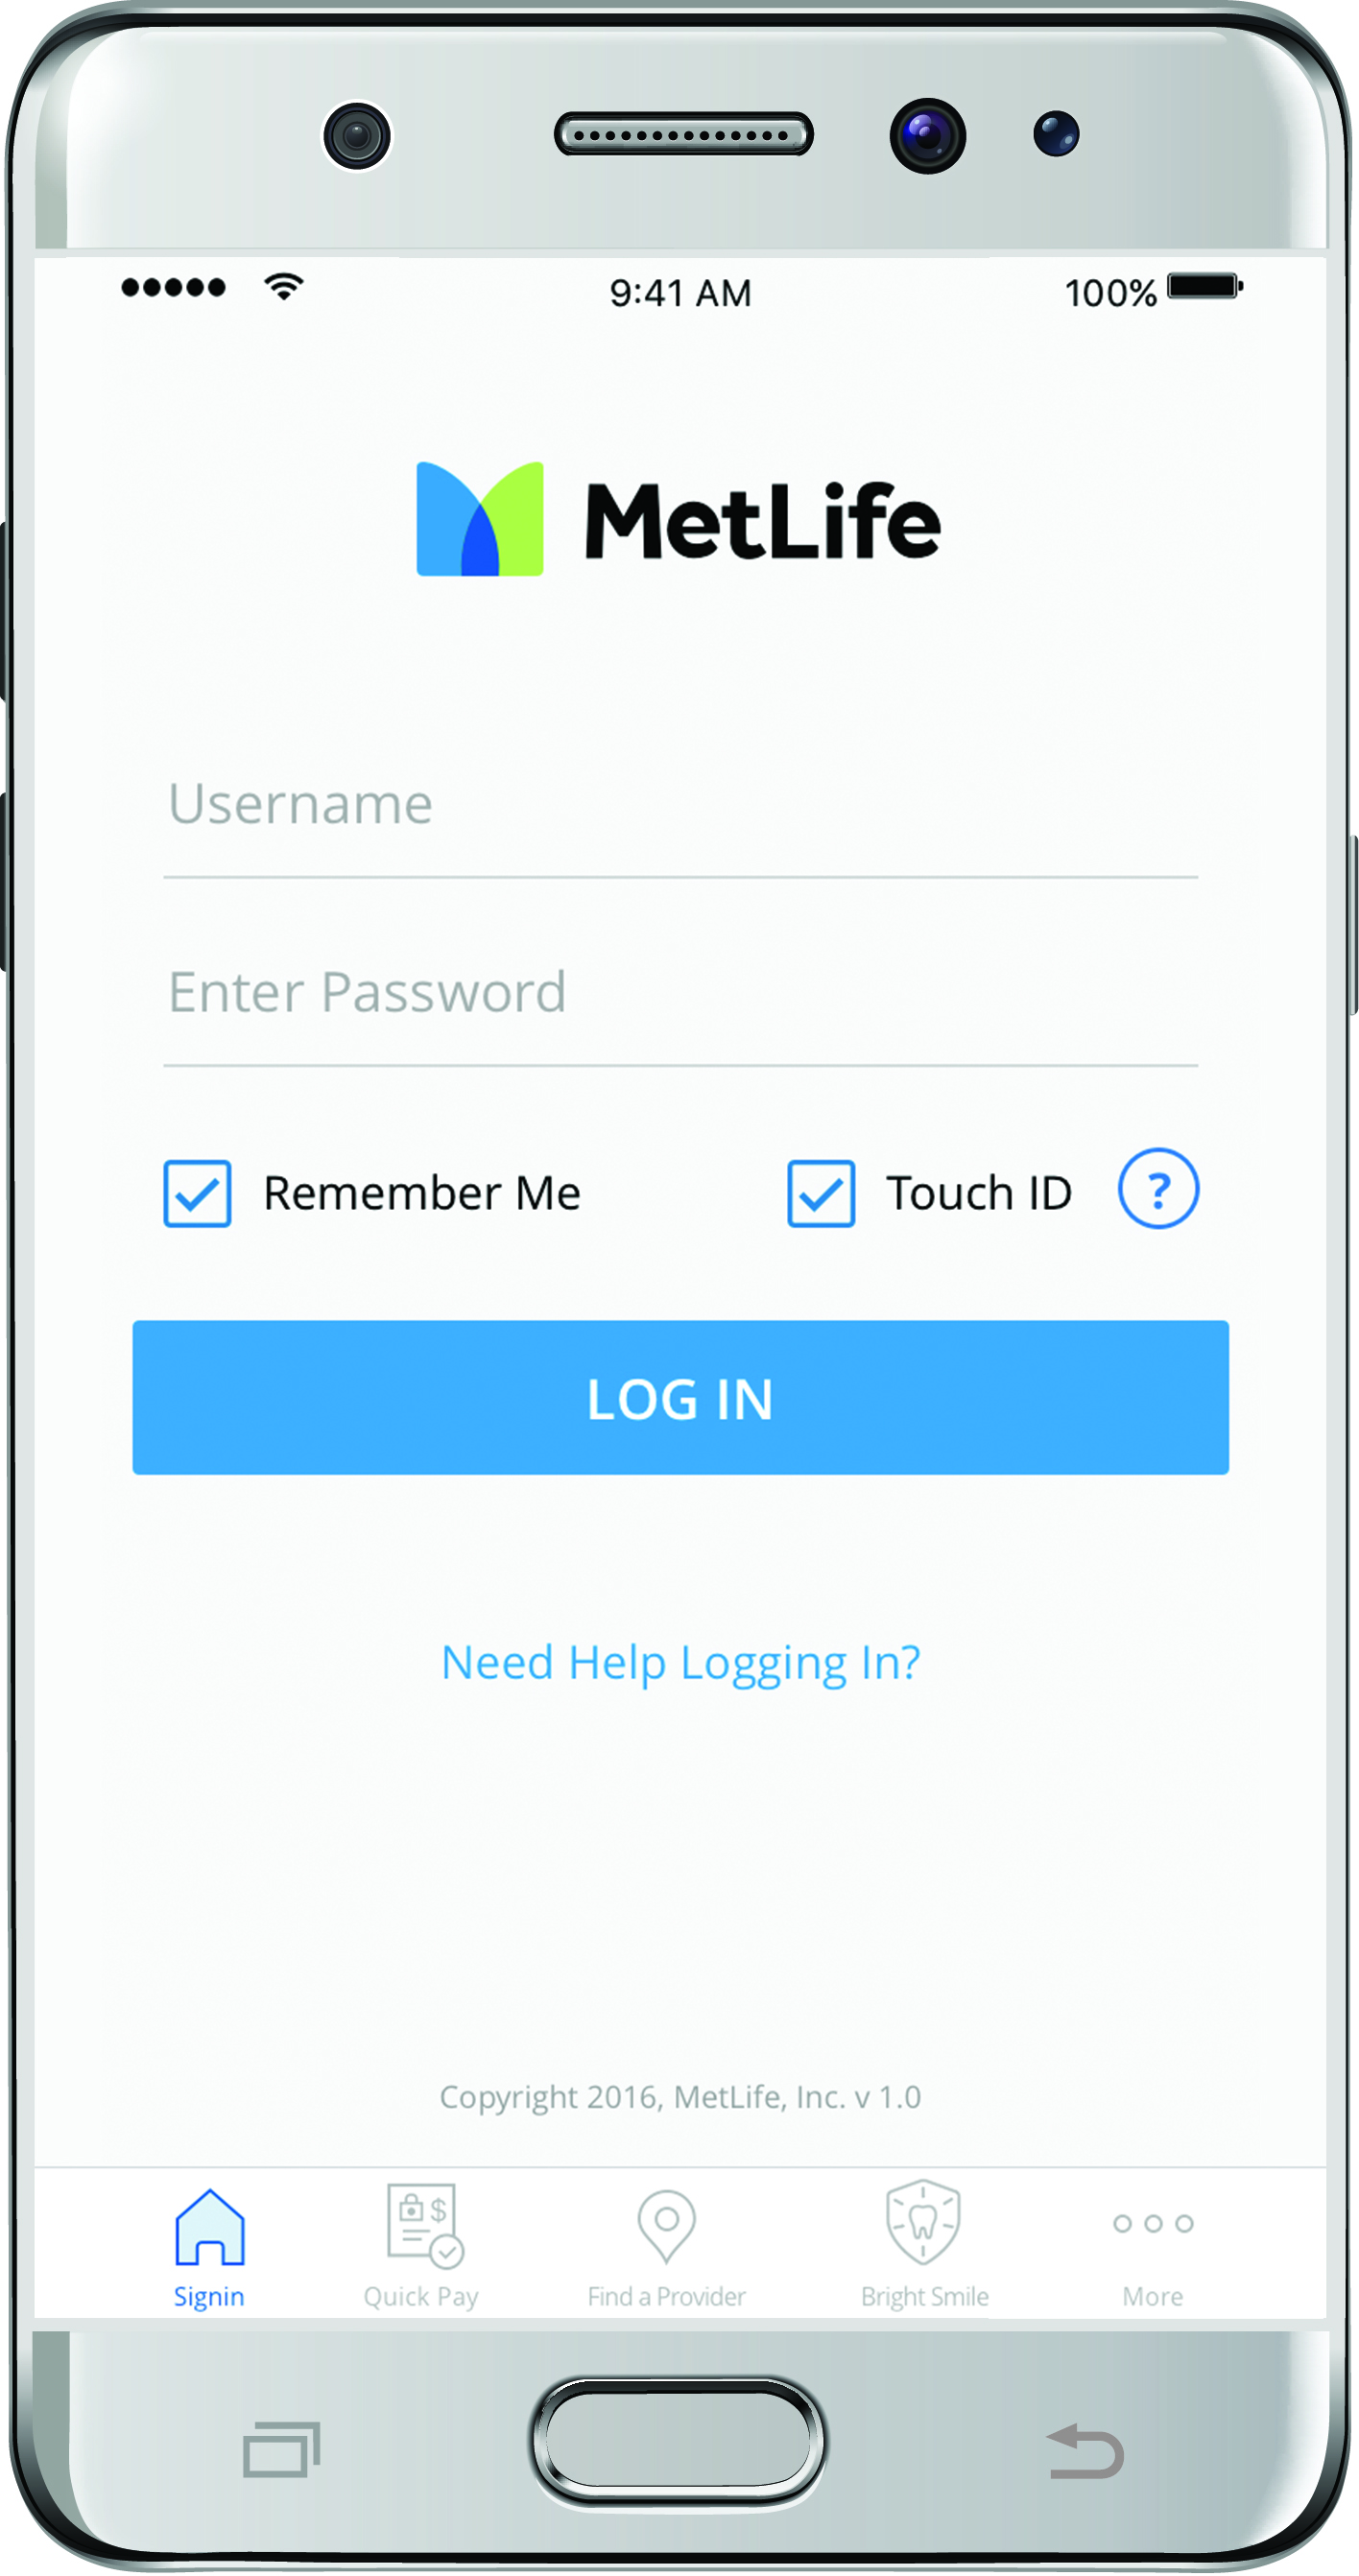 9:41 AM 100%
MetLife
Username
Enter Password
Remember Me Touch ID ?
LOG IN
Need Help Logging In?
Copyright 2016, MetLife, Inc. v 1.0
$
Signin Quick Pay Find a Provider Bright Smile More